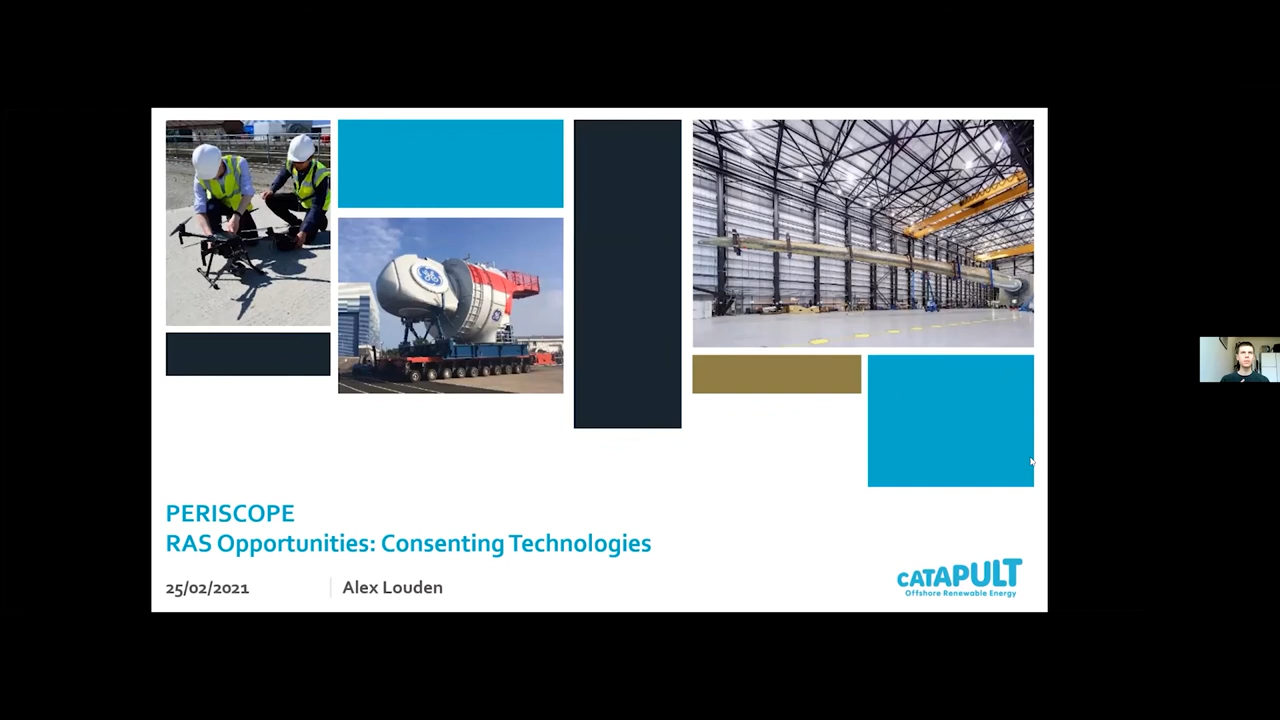 PERISCOPE
RAS Opportunities: Consenting Technologies
25/02/2021
Alex Louden
CATAPULT
Offshore Renewable Energy